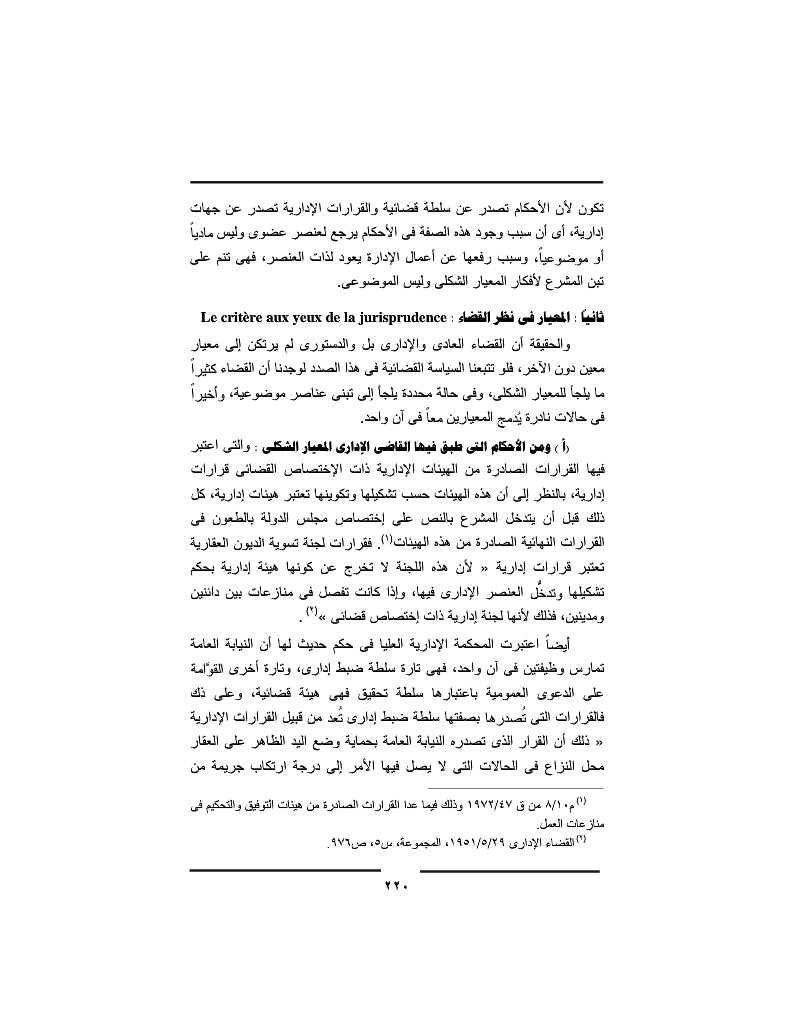 تكون لأن الأحكام تصدر عن سلطة قضائية والقرارات الإدارية تصدر عن جهات
إدارية، أى أن سبب وجود هذه الصفة فى الأحكام يرجع لعنصر عضوى وليس مادياً
أو موضوعياً، وسبب رفعها عن أعمال الإدارة يعود لذات العنصر، فهى تنم على
تبن المشرع لأفكار المعيار الشكلى وليس الموضوعى.
ثانياً : المعيار فى نظر القضاء : Le critère aux yeux de la jurisprudence
والحقيقة أن القضاء العادى والإدارى بل والدستورى لم يرتكن إلى معيار
معين دون الآخر، فلو تتبعنا السياسة القضائية فى هذا الصدد لوجدنا أن القضاء كثيراً
ما يلجأ للمعيار الشكلى، وفى حالة محددة يلجأ إلى تبنى عناصر موضوعية، وأخيراً
فى حالات نادرة يُدمج المعيارين معاً فى آن واحد.
(أ ) ومن الأحكام التى طبق فيها القاضى الإدارى المعيار الشكلى : والتى اعتبر
فيها القرارات الصادرة من الهيئات الإدارية ذات الإختصاص القضائى قرارات
إدارية، بالنظر إلى أن هذه الهيئات حسب تشكيلها وتكوينها تعتبر هيئات إدارية، كل
ذلك قبل أن يتدخل المشرع بالنص على إختصاص مجلس الدولة بالطعون فى
القرارات النهائية الصادرة من هذه الهيئات(١). فقرارات لجنة تسوية الديون العقارية
تعتبر قرارات إدارية « لأن هذه اللجنة لا تخرج عن كونها هيئة إدارية بحكم
تشكيلها وتدخُّل العنصر الإدارى فيها، وإذا كانت تفصل فى منازعات بين دائنين
ومدينين، فذلك لأنها لجنة إدارية ذات إختصاص قضائى »(٢) .
أيضاً اعتبرت المحكمة الإدارية العليا فى حكم حديث لها أن النيابة العامة
تمارس وظيفتين فى آن واحد، فهى تارة سلطة ضبط إدارى، وتارة أخرى القوَّامة
على الدعوى العمومية باعتبارها سلطة تحقيق فهى هيئة قضائية، وعلى ذك
فالقرارات التى تُصدرها بصفتها سلطة ضبط إدارى تُعد من قبيل القرارات الإدارية
« ذلك أن القرار الذى تصدره النيابة العامة بحماية وضع اليد الظاهر على العقار
محل النزاع فى الحالات التى لا يصل فيها الأمر إلى درجة ارتكاب جريمة من
(١) م٨/١٠ من ق ١٩٧٢/٤٧ وذلك فيما عدا القرارات الصادرة من هيئات التوفيق والتحكيم فى
منازعات العمل.
(٢) القضاء الإدارى ١٩٥١/٥/٢٩، المجموعة، س٥، ص٩٧٦.
٢٢٠